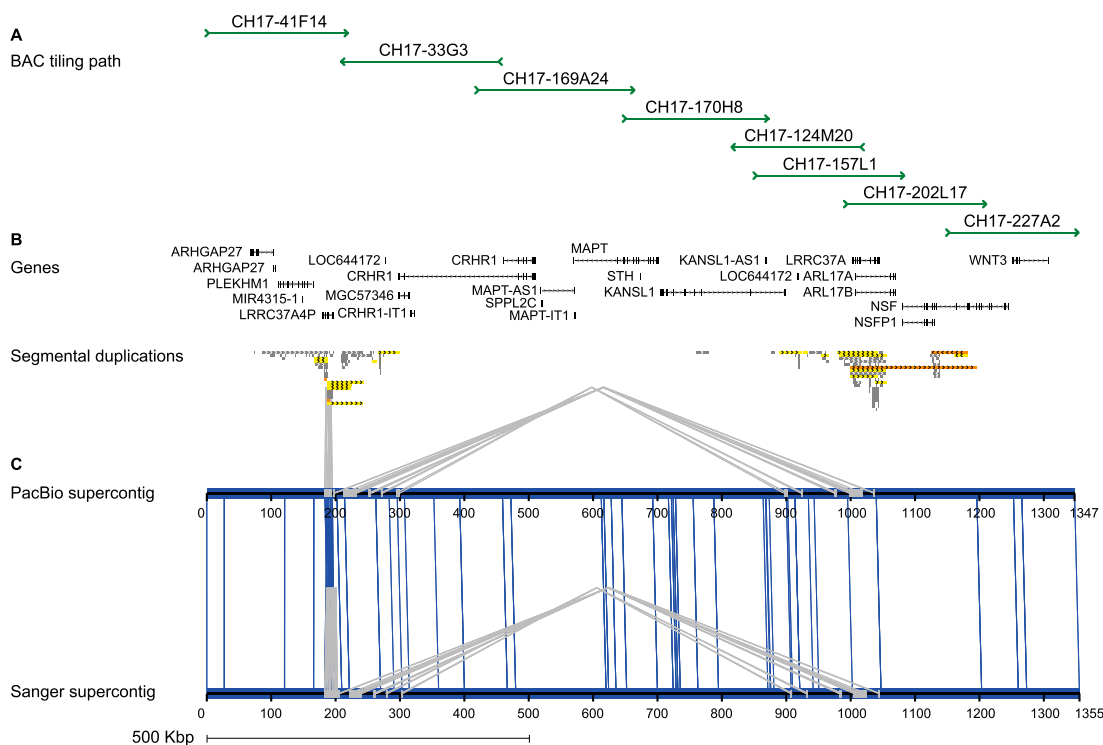 A
BAC tiling path
CH17-41F14
CH17-33G3
CH17-169A24
CH17-170H8
CH17-124M20
CH17-157L1
CH17-202L17
CH17-227A2
B
Genes
ARHGAP27
ARHGAP27
PLEKHM1
MIR4315-1
LRRC37A4P
LOC644172
CRHR1
MGC57346
CRHR1-IT1
CRHR1
MAPT-AS1
SPPL2C
MAPT-IT1
MAPT
STH
KANSL1
KANSL1-AS1
LOC644172
LRRC37A
ARL17A
ARL17B
NSF
NSFP1
WNT3
Segmental duplications
C
PacBio supercontig
0 100 200 300 400 500 600 700 800 900 1000 1100 1200 1300 1347
Sanger supercontig
0 100 200 300 400 500 600 700 800 900 1000 1100 1200 1300 1355
500 Kbp